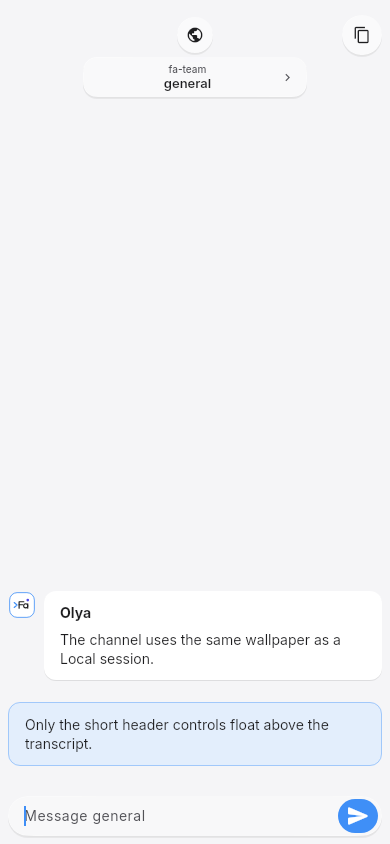 fa-team
general
>Fa
Olya
The channel uses the same wallpaper as a
Local session.
Only the short header controls float above the
transcript.
Message general